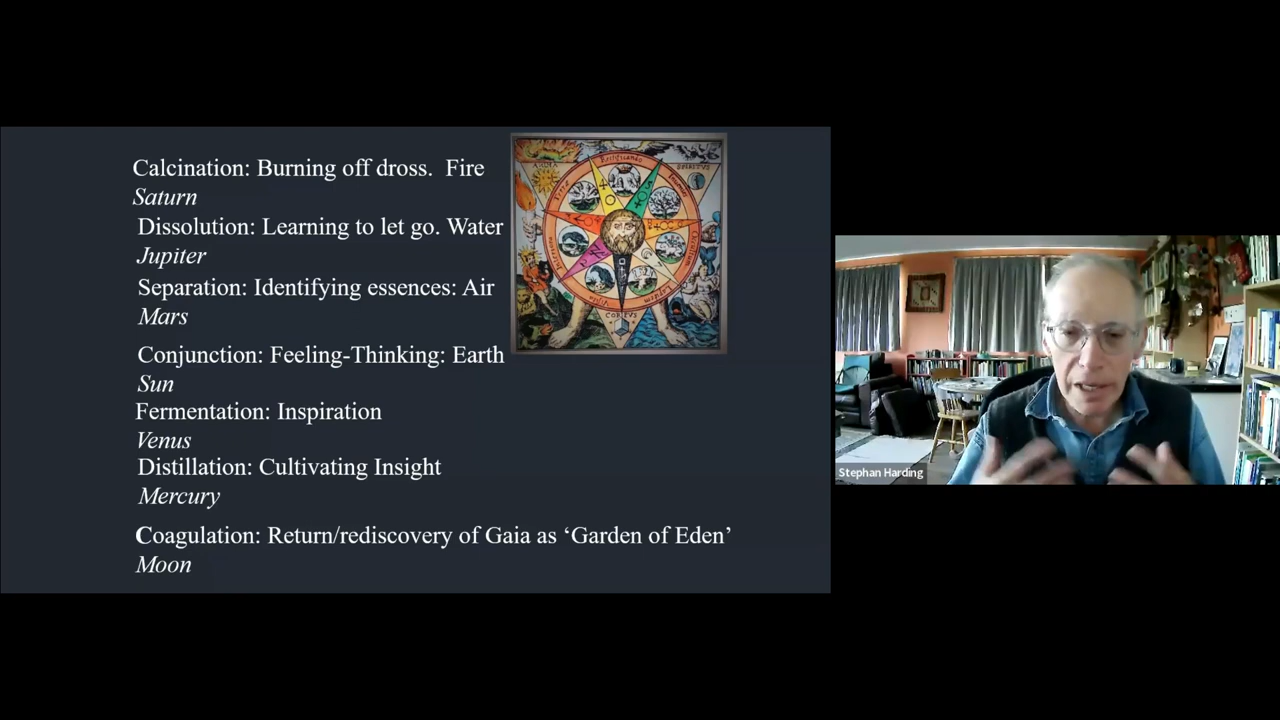 Calcination: Burning off dross.  Fire
Saturn
Dissolution: Learning to let go. Water
Jupiter
Separation: Identifying essences: Air
Mars
Conjunction: Feeling-Thinking: Earth
Sun
Fermentation: Inspiration
Venus
Distillation: Cultivating Insight
Mercury
Coagulation: Return/rediscovery of Gaia as ‘Garden of Eden’
Moon
Stephan Harding